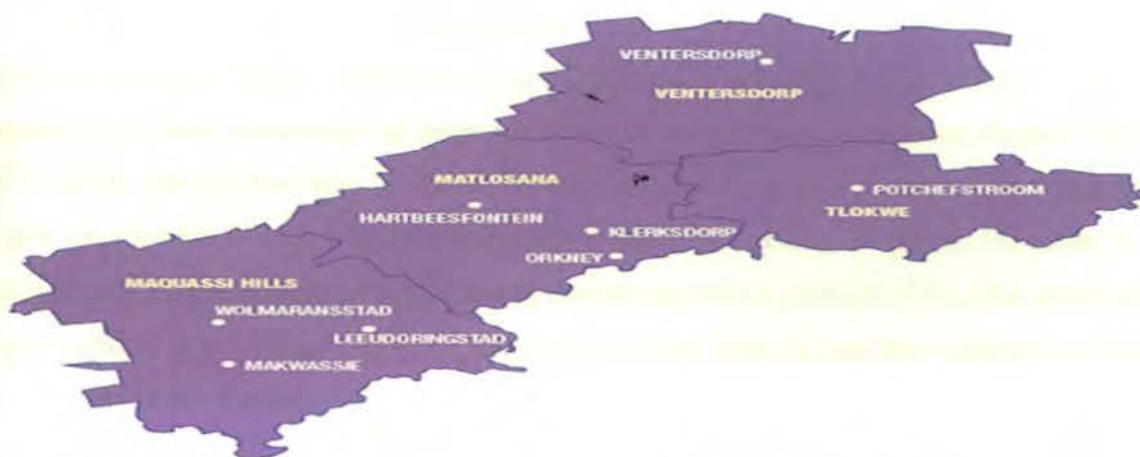 VENTERSDORP
VENTERSDORP
MATLOSANA
HARTBEESFONTEIN
POTCHEFSTROOM
TLOKWE
KLERKSDORP
ORKNEY
MAQUASSI HILLS
WOLMARANSSTAD
LEEUDORINGSTAD
MAKWASSIE